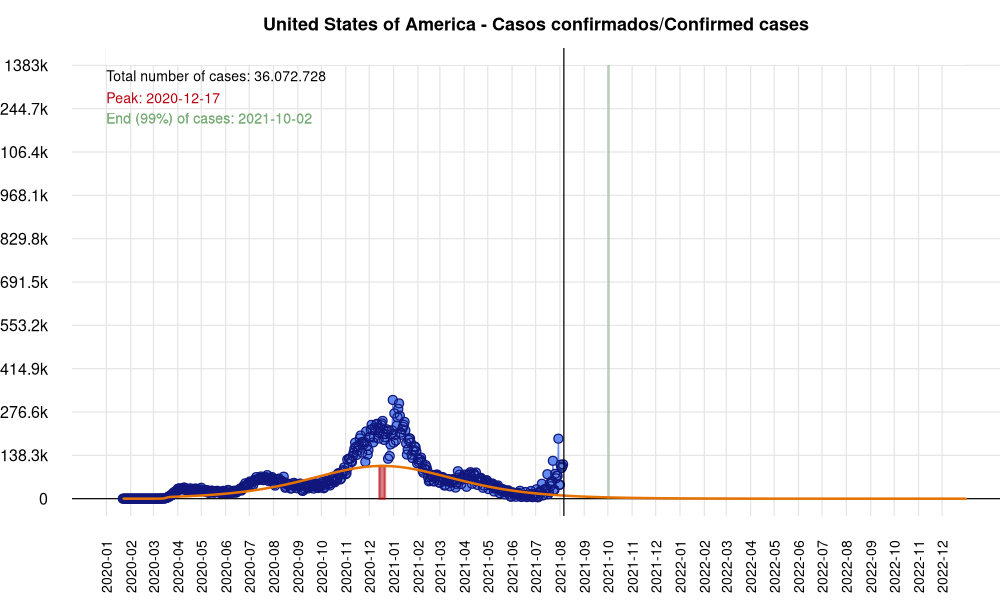 United States of America - Casos confirmados/Confirmed cases
Total number of cases: 36.072.728
Peak: 2020-12-17
End (99%) of cases: 2021-10-02
1383k
244.7k
106.4k
968.1k
829.8k
691.5k
553.2k
414.9k
276.6k
138.3k
0
2020-01
2020-02
2020-03
2020-04
2020-05
2020-06
2020-07
2020-08
2020-09
2020-10
2020-11
2020-12
2021-01
2021-03
2021-04
2021-05
2021-06
2021-07
2021-08
2021-09
2021-10
2021-11
2021-12
2022-01
2022-02
2022-03
2022-04
2022-05
2022-06
2022-07
2022-08
2022-09
2022-10
2022-11
2022-12